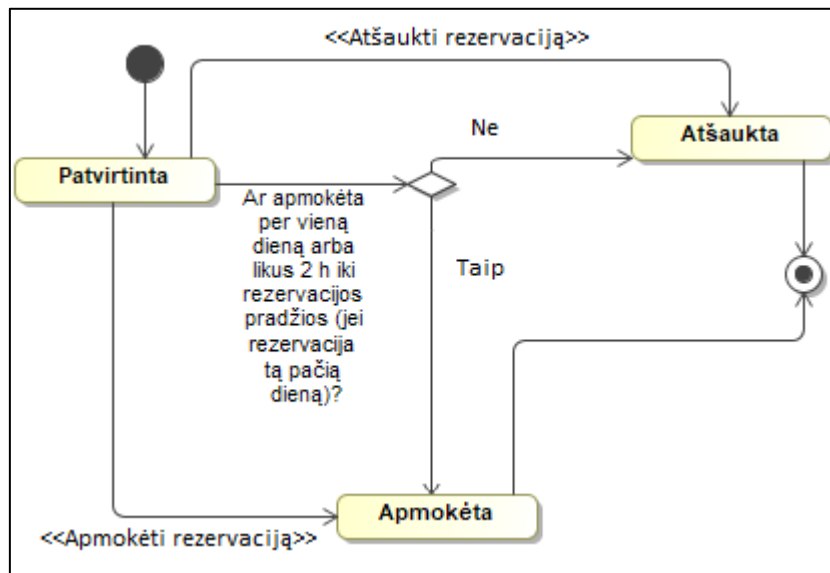 <<Atšaukti rezervaciją>>
Ne
Atšaukta
Patvirtinta
Ar apmokėta
per vieną
dieną arba
likus 2 h iki
rezervacijos
pradžios (jei
rezervacija
tą pačią
dieną)?
Taip
Apmokėta
<<Apmokėti rezervaciją>>